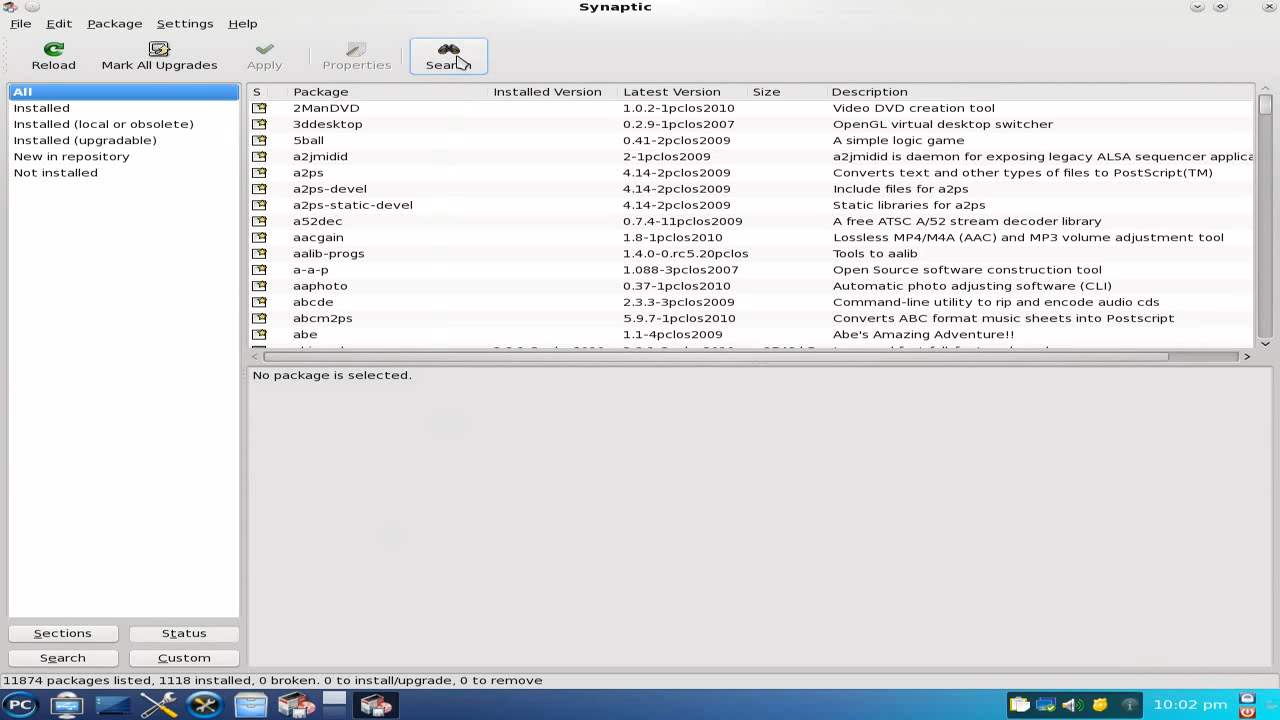 Synaptic
File Edit Package Settings Help
Reload Mark All Upgrades Apply Properties Search
All
Installed
Installed (local or obsolete)
Installed (upgradable)
New in repository
Not installed
S Package Installed Version Latest Version Size Description
2ManDVD 1.0.2-1pclos2010 Video DVD creation tool
3ddesktop 0.2.9-1pclos2007 OpenGL virtual desktop switcher
5ball 0.41-2pclos2009 A simple logic game
a2jmidid 2-1pclos2009 a2jmidid is daemon for exposing legacy ALSA sequencer applica
a2ps 4.14-2pclos2009 Converts text and other types of files to PostScript(TM)
a2ps-devel 4.14-2pclos2009 Include files for a2ps
a2ps-static-devel 4.14-2pclos2009 Static libraries for a2ps
a52dec 0.7.4-11pclos2009 A free ATSC A/52 stream decoder library
aacgain 1.8-1pclos2010 Lossless MP4/M4A (AAC) and MP3 volume adjustment tool
aalib-progs 1.4.0-0.rc5.20pclos Tools to aalib
a-a-p 1.088-3pclos2007 Open Source software construction tool
aaphoto 0.37-1pclos2010 Automatic photo adjusting software (CLI)
abcde 2.3.3-3pclos2009 Command-line utility to rip and encode audio cds
abcm2ps 5.9.7-1pclos2010 Converts ABC format music sheets into Postscript
abe 1.1-4pclos2009 Abe's Amazing Adventure!!
No package is selected.
Sections Status
Search Custom
11874 packages listed, 1118 installed, 0 broken. 0 to install/upgrade, 0 to remove
PC 10:02 pm